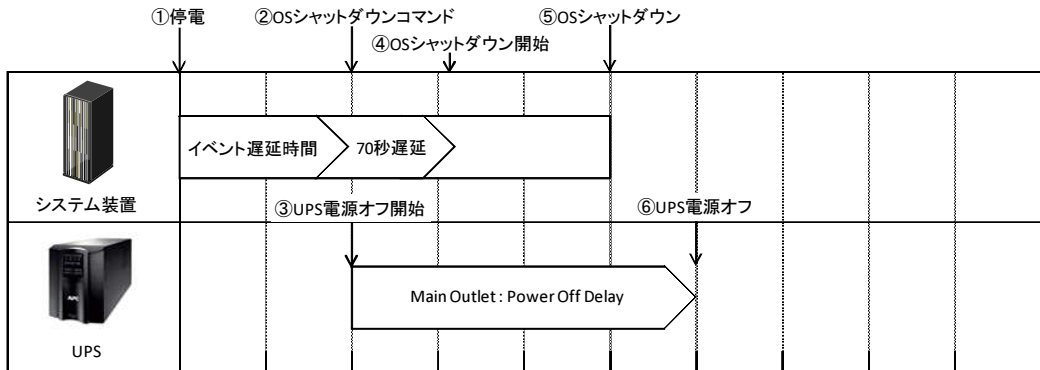 ①停電
②OSシャットダウンコマンド
⑤OSシャットダウン
④OSシャットダウン開始
イベント遅延時間
70秒遅延
システム装置
③UPS電源オフ開始
⑥UPS電源オフ
Main Outlet : Power Off Delay
APC
UPS